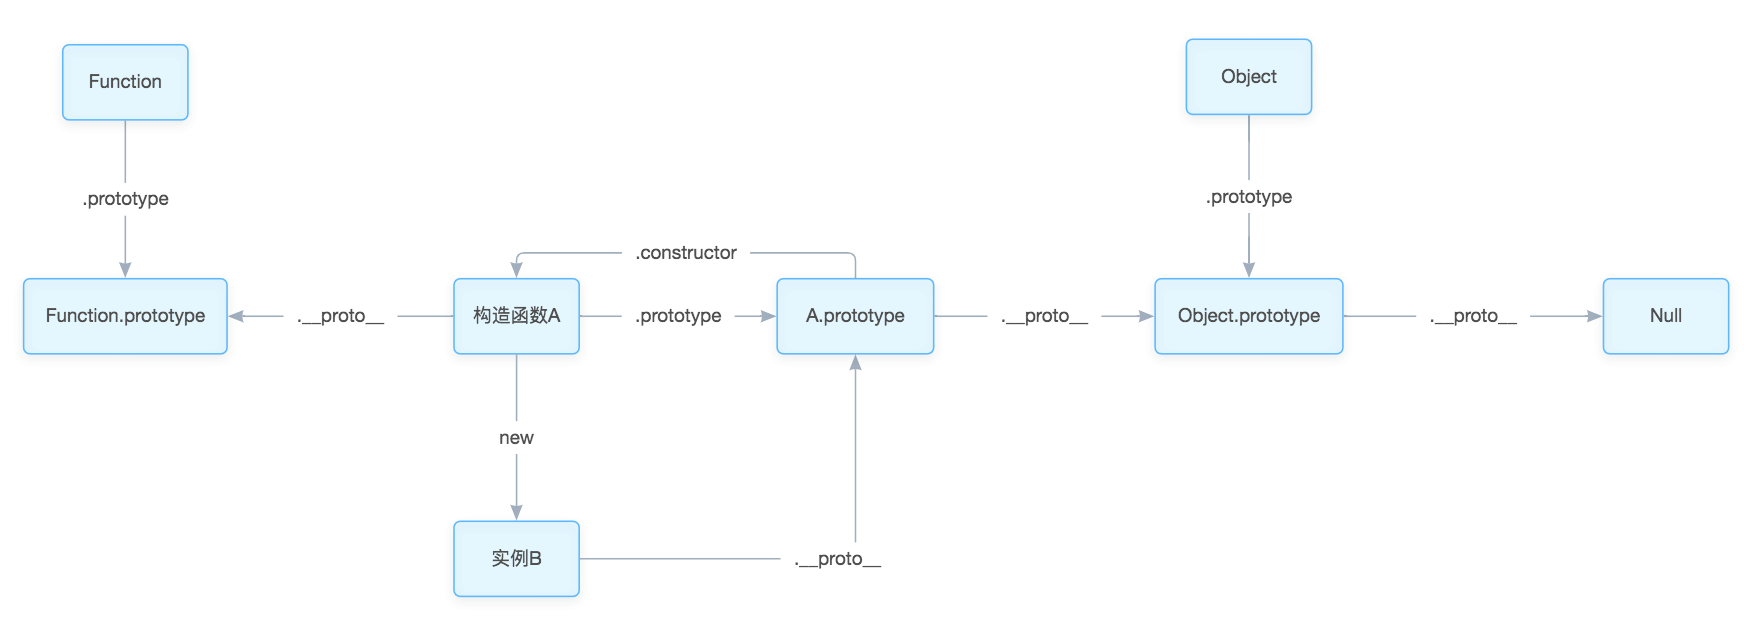 Function
Object
.prototype
.prototype
.constructor
Function.prototype
.__proto__
构造函数A
.prototype
A.prototype
.__proto__
Object.prototype
.__proto__
Null
new
实例B
.__proto__